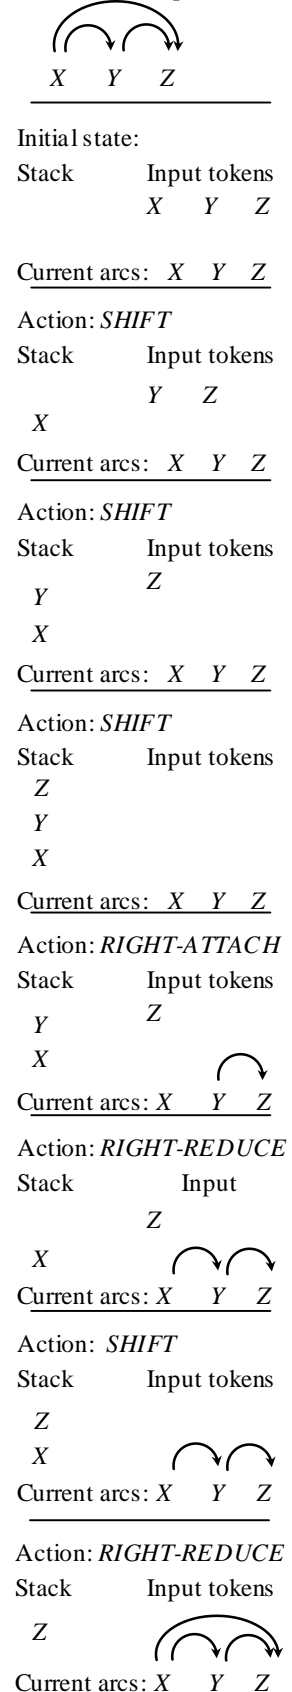 X Y Z
Initial state:
Stack Input tokens
X Y Z
Current arcs: X Y Z
Action: SHIFT
Stack Input tokens
Y Z
X
Current arcs: X Y Z
Action: SHIFT
Stack Input tokens
Z
Y
X
Current arcs: X Y Z
Action: SHIFT
Stack Input tokens
Z
Y
X
Current arcs: X Y Z
Action: RIGHT-ATTACH
Stack Input tokens
Z
Y
X
Current arcs: X Y Z
Action: RIGHT-REDUCE
Stack Input
Z
X
Current arcs: X Y Z
Action: SHIFT
Stack Input tokens
Z
X
Current arcs: X Y Z
Action: RIGHT-REDUCE
Stack Input tokens
Z
Current arcs: X Y Z